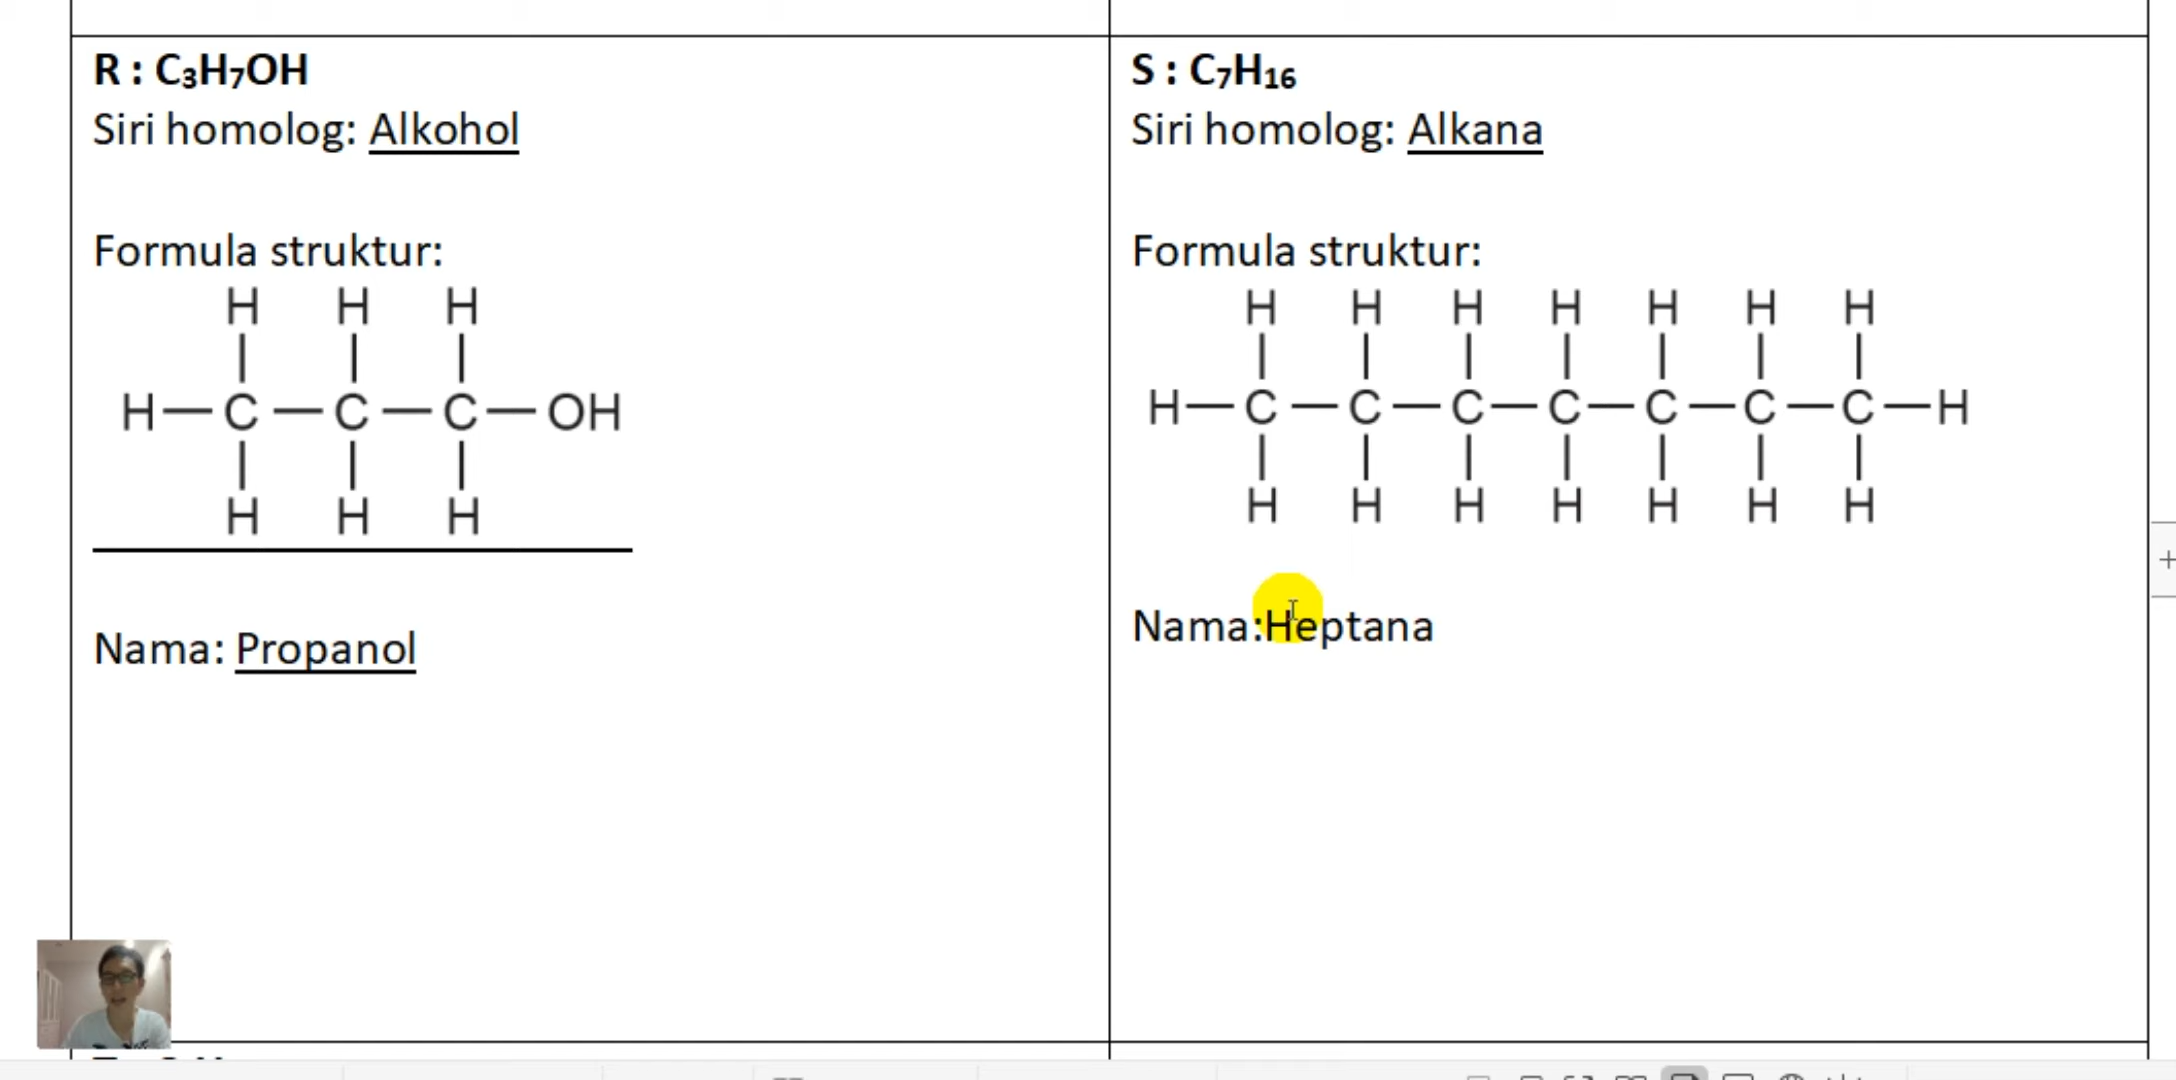 R : C₃H₇OH
Siri homolog: Alkohol
Formula struktur:
H H H
H C C C OH
H H H
Nama: Propanol
S : C₇H₁₆
Siri homolog: Alkana
Formula struktur:
H H H H H H H
H C C C C C C C H
H H H H H H H
Nama:Heptana